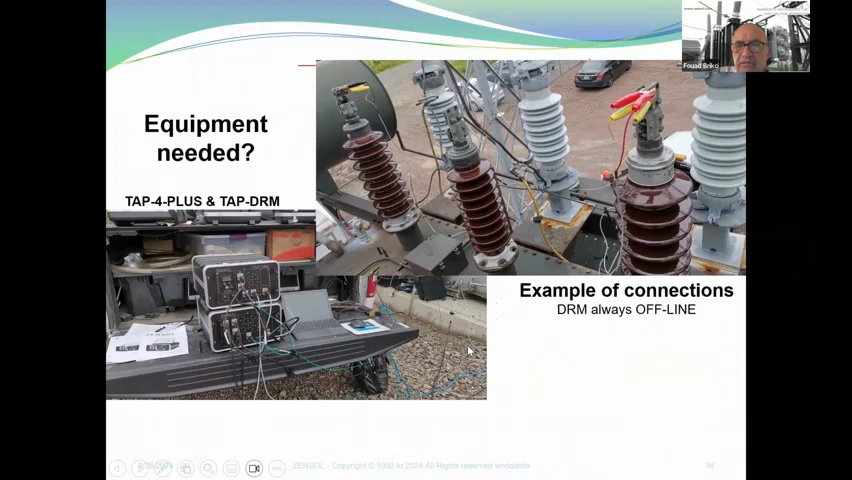 Fouad Brikci
Equipment
needed?
TAP-4-PLUS & TAP-DRM
ZENSOL
Example of connections
DRM always OFF-LINE
ZENSOL - Copyright © 1992 to 2024 All Rights reserved worldwide